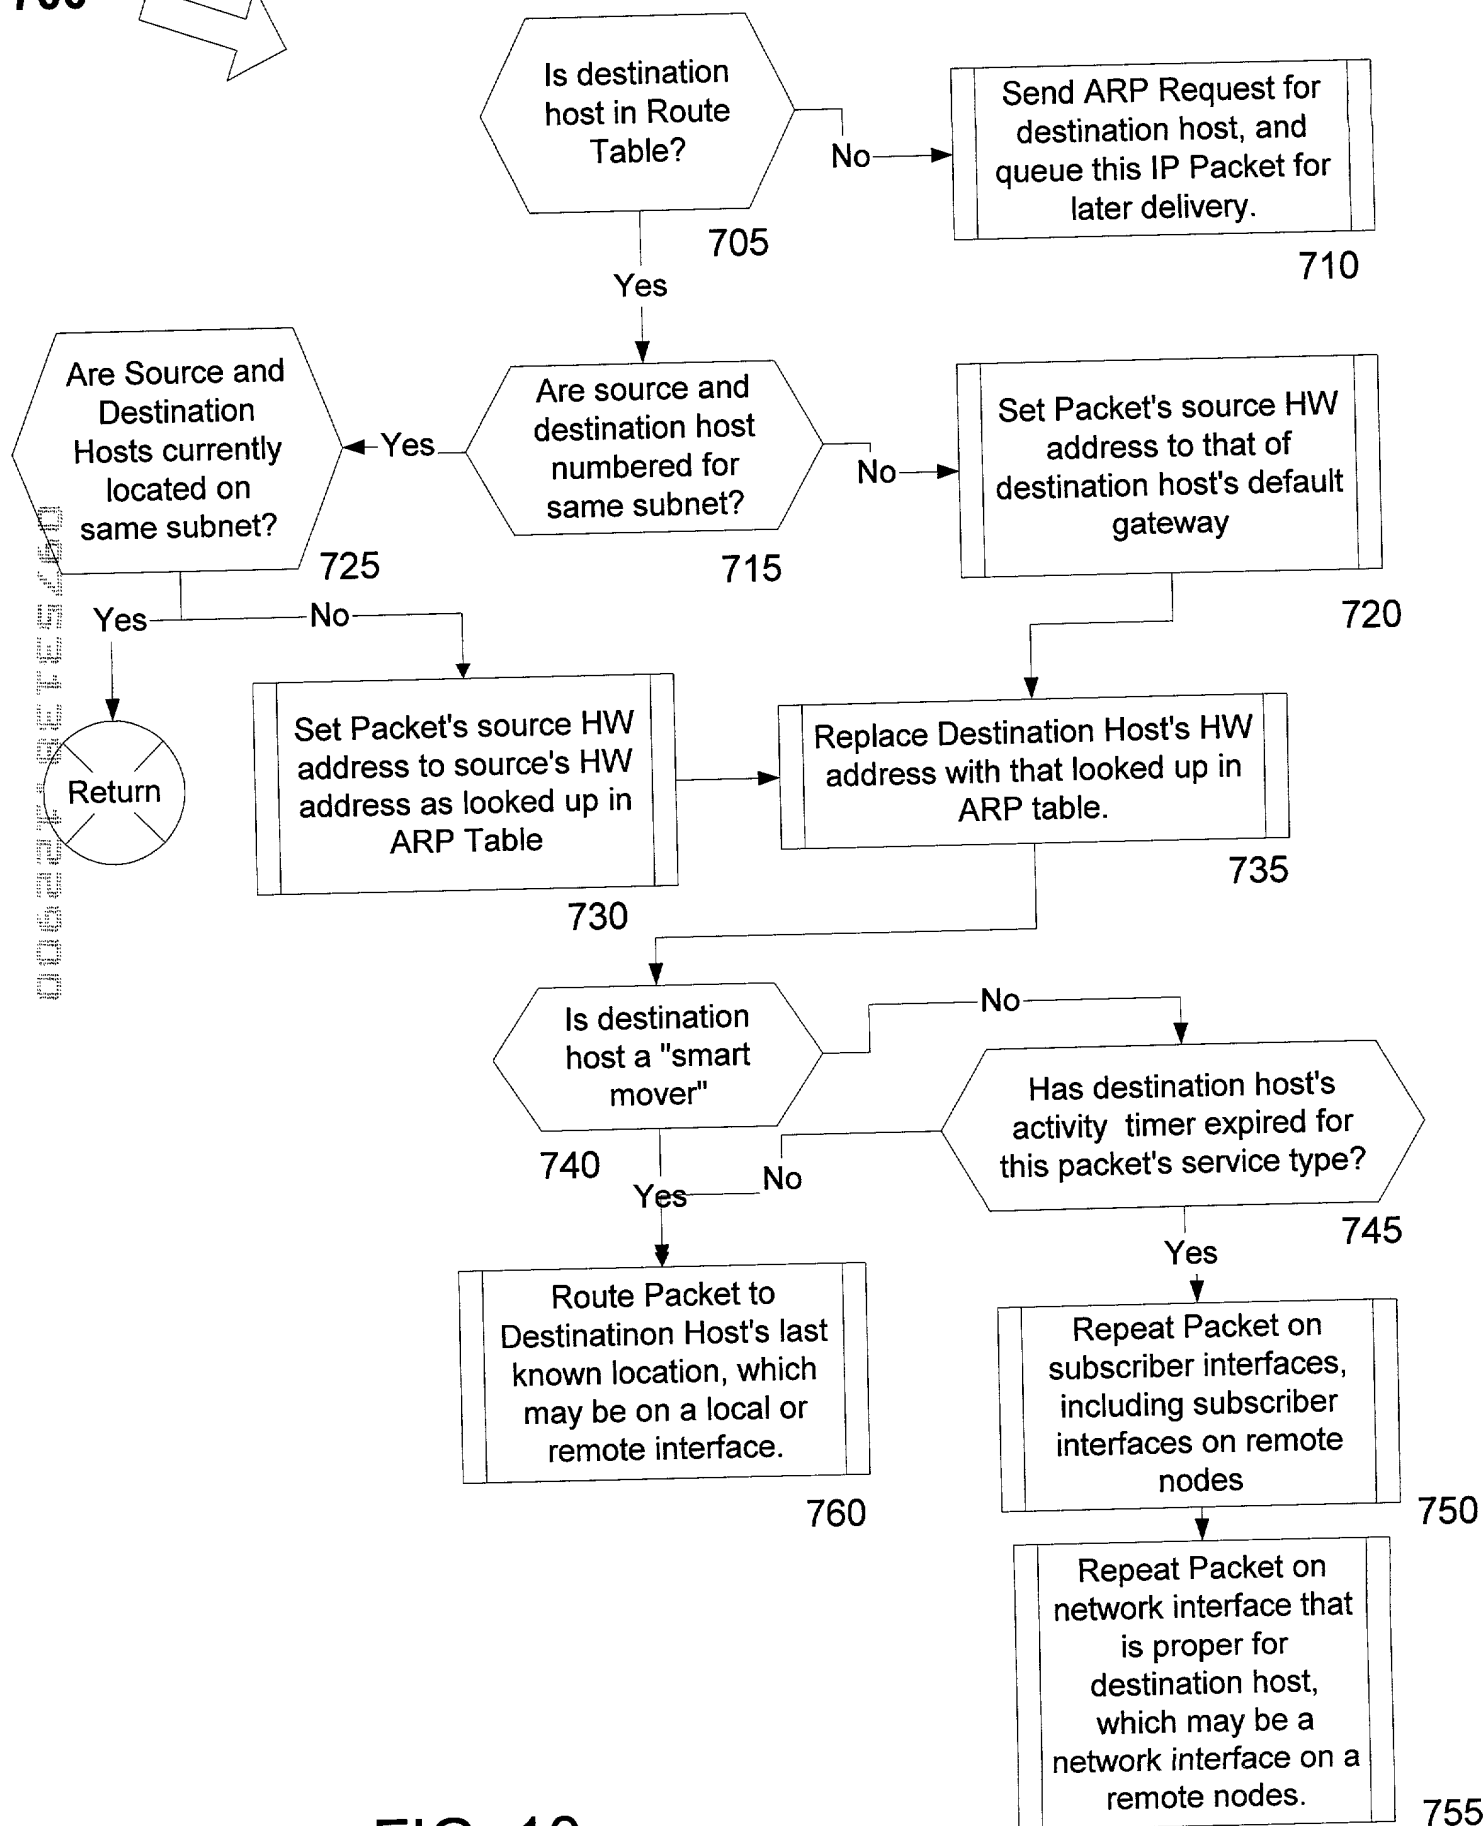 Is destination
host in Route
Table?
705
No
Send ARP Request for
destination host, and
queue this IP Packet for
later delivery.
710
Yes
Are Source and
Destination
Hosts currently
located on
same subnet?
725
Yes
Are source and
destination host
numbered for
same subnet?
715
No
Set Packet's source HW
address to that of
destination host's default
gateway
720
Yes
No
Return
Set Packet's source HW
address to source's HW
address as looked up in
ARP Table
730
Replace Destination Host's HW
address with that looked up in
ARP table.
735
Is destination
host a "smart
mover"
740
No
Has destination host's
activity timer expired for
this packet's service type?
745
No
Yes
Yes
Route Packet to
Destinatinon Host's last
known location, which
may be on a local or
remote interface.
760
Repeat Packet on
subscriber interfaces,
including subscriber
interfaces on remote
nodes
750
Repeat Packet on
network interface that
is proper for
destination host,
which may be a
network interface on a
remote nodes.
755